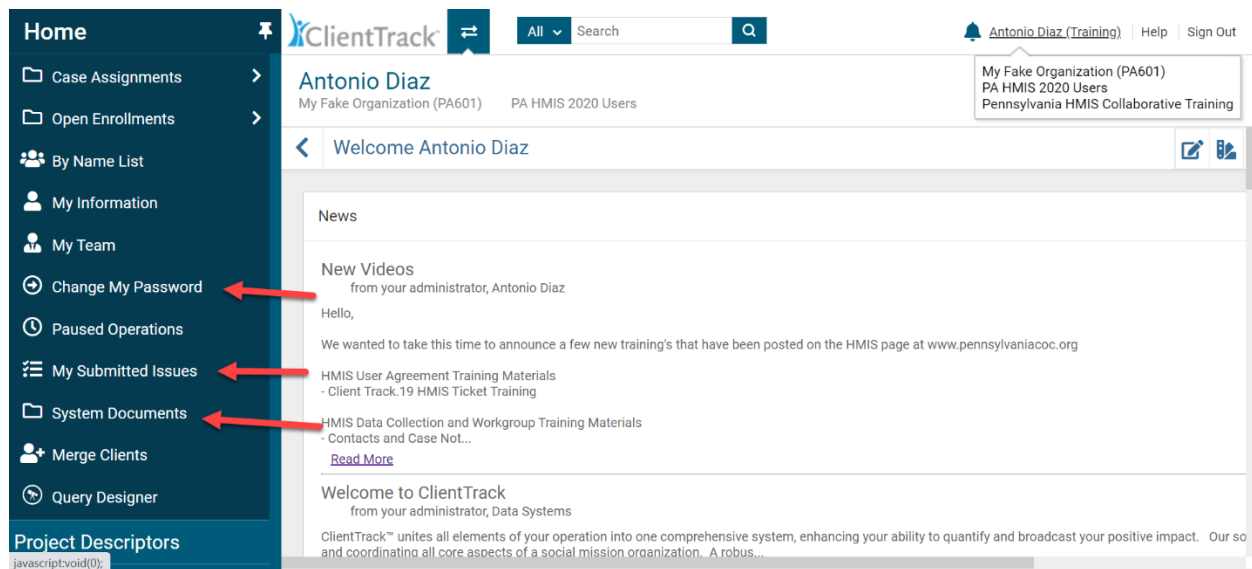 Home
Case Assignments
Open Enrollments
By Name List
My Information
My Team
Change My Password
Paused Operations
My Submitted Issues
System Documents
Merge Clients
Query Designer
Project Descriptors
javascript:void(0);
ClientTrack
All Search
Antonio Diaz (Training) Help Sign Out
My Fake Organization (PA601)
PA HMIS 2020 Users
Pennsylvania HMIS Collaborative Training
Antonio Diaz
My Fake Organization (PA601) PA HMIS 2020 Users
Welcome Antonio Diaz
News
New Videos
from your administrator, Antonio Diaz
Hello,
We wanted to take this time to announce a few new training's that have been posted on the HMIS page at www.pennsylvaniacoc.org
HMIS User Agreement Training Materials
- Client Track.19 HMIS Ticket Training
HMIS Data Collection and Workgroup Training Materials
- Contacts and Case Not...
Read More
Welcome to ClientTrack
from your administrator, Data Systems
ClientTrack™ unites all elements of your operation into one comprehensive system, enhancing your ability to quantify and broadcast your positive impact. Our so
and coordinating all core aspects of a social mission organization. A robus...